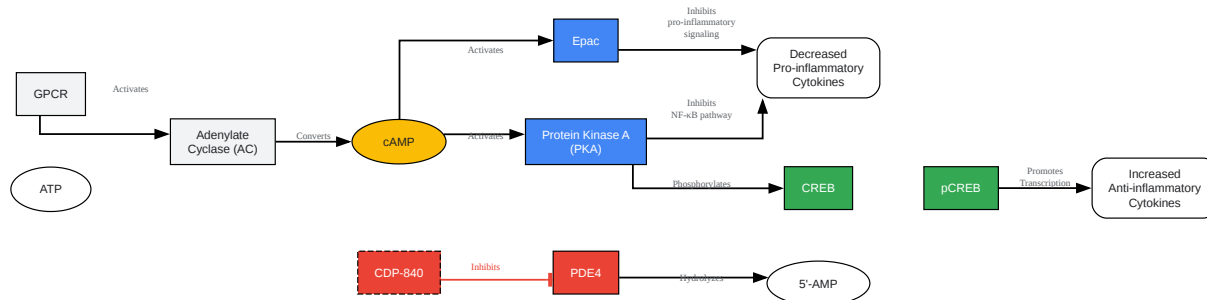 Inhibits
pro-inflammatory
signaling
Epac
Activates
Decreased
Pro-inflammatory
Cytokines
GPCR
Activates
Inhibits
NF-κB pathway
Adenylate
Cyclase (AC)
Converts
cAMP
Activates
Protein Kinase A
(PKA)
ATP
Phosphorylates
CREB
pCREB
Promotes
Transcription
Increased
Anti-inflammatory
Cytokines
CDP-840
Inhibits
PDE4
Hydrolyzes
5'-AMP